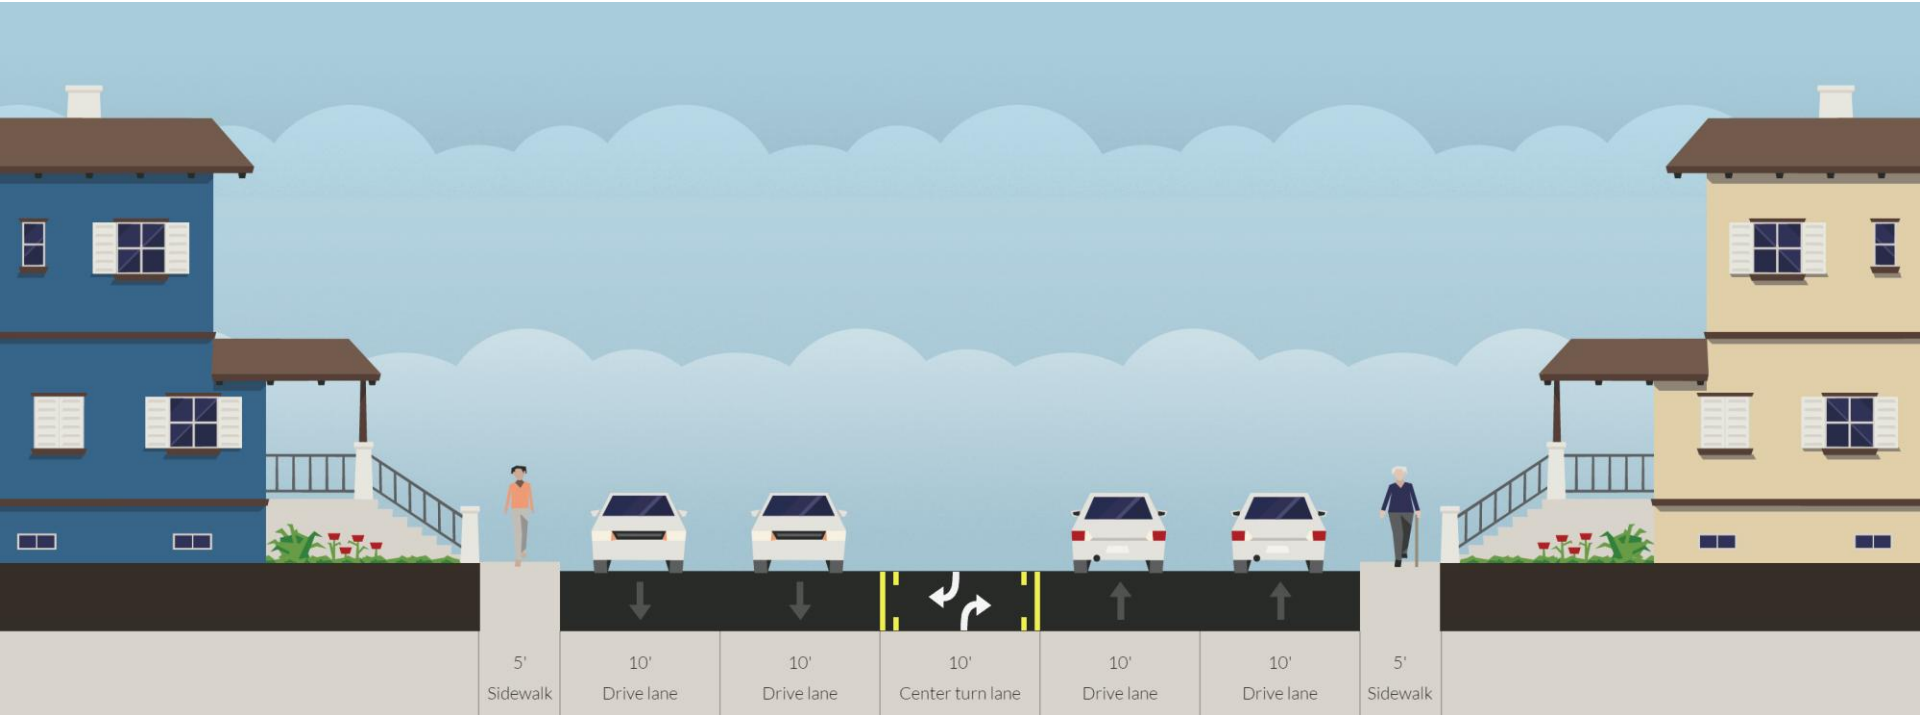 5' 10' 10' 10' 10' 10' 5'
Sidewalk Drive lane Drive lane Center turn lane Drive lane Drive lane Sidewalk